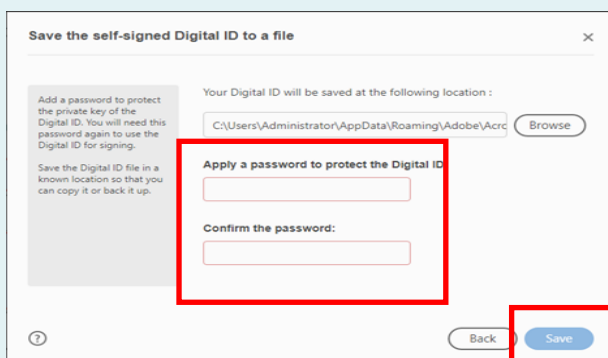 Save the self-signed Digital ID to a file
Add a password to protect
the private key of the
Digital ID. You will need this
password again to use the
Digital ID for signing.
Save the Digital ID file in a
known location so that you
can copy it or back it up.
Your Digital ID will be saved at the following location :
C:\Users\Administrator\AppData\Roaming\Adobe\Acrc
Browse
Apply a password to protect the Digital ID
Confirm the password:
?
Back
Save